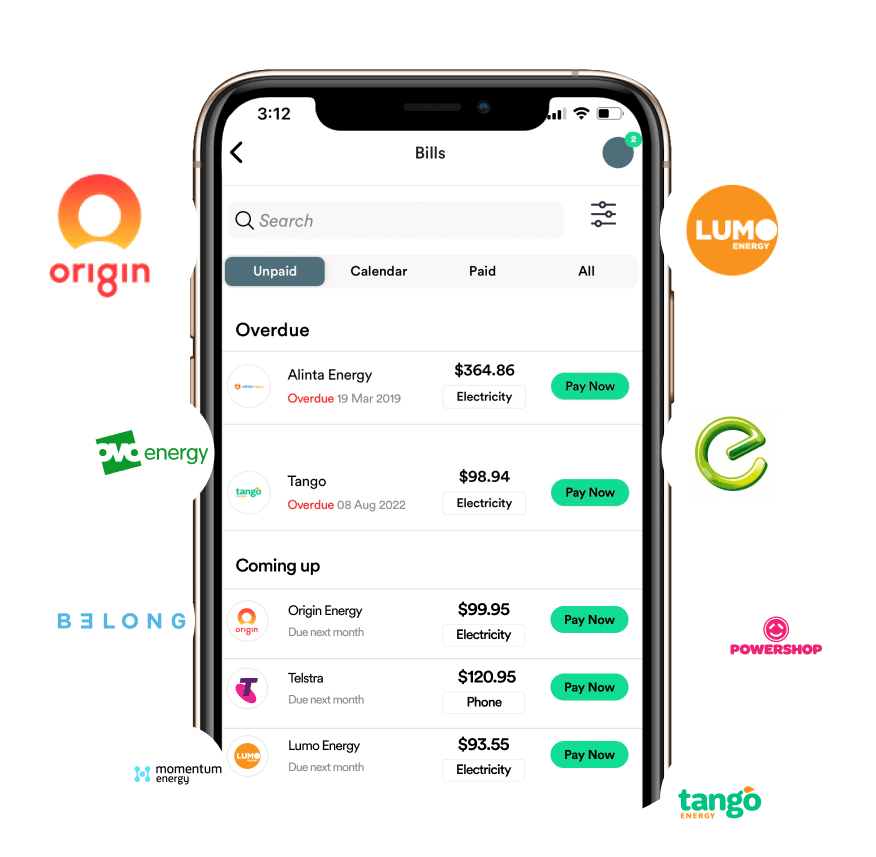 3:12
Bills
2
Search
Unpaid Calendar Paid All
Overdue
Alinta Energy
Overdue 19 Mar 2019
$364.86
Electricity
Pay Now
tango
ENERGY
Tango
Overdue 08 Aug 2022
$98.94
Electricity
Pay Now
Coming up
origin
Origin Energy
Due next month
$99.95
Electricity
Pay Now
T
Telstra
Due next month
$120.95
Phone
Pay Now
LUMO
Lumo Energy
Due next month
$93.55
Electricity
Pay Now
origin
ovo energy
BELONG
momentum
energy
LUMO
ENERGY
e
POWERSHOP
tango
ENERGY